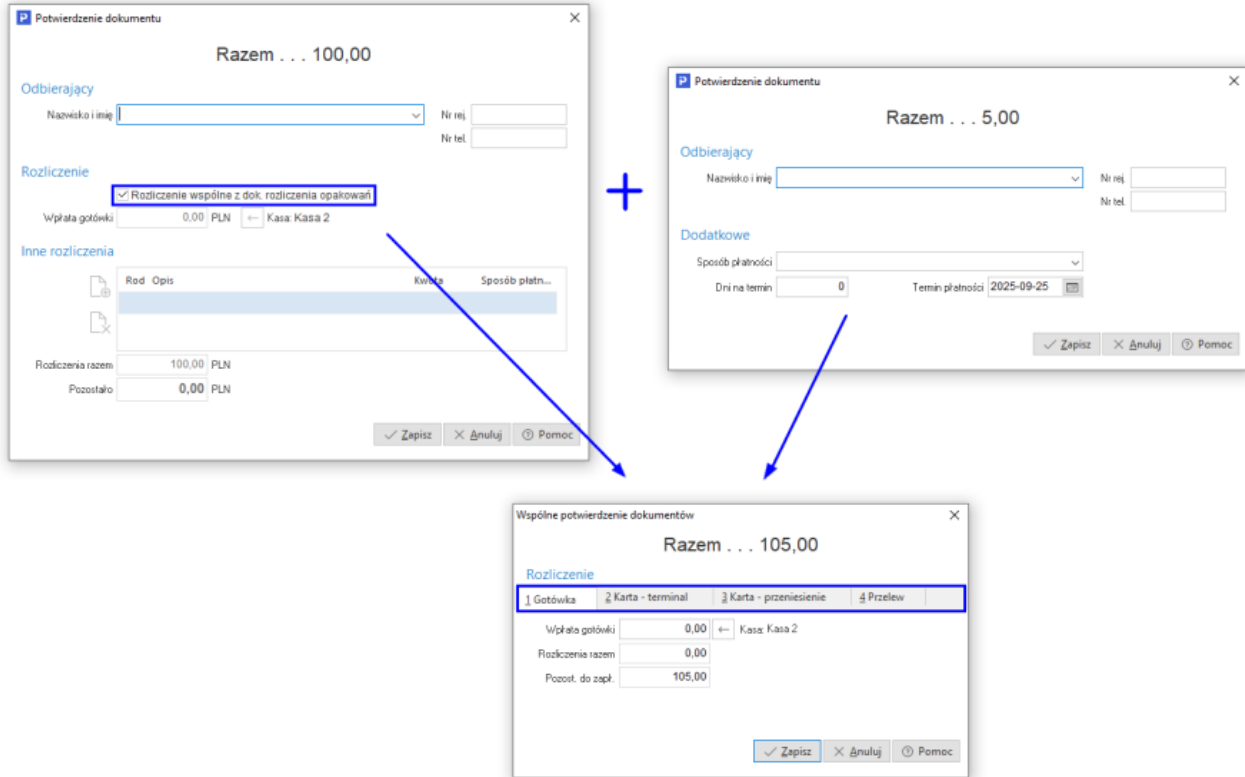 Potwierdzenie dokumentu
Razem . . . 100,00
Odbierający
Nazwisko i imię
Nr rej.
Nr tel.
Rozliczenie
Rozliczenie wspólne z dok. rozliczenia opakowań
Wpłata gotówki 0,00 PLN ← Kasa: Kasa 2
Inne rozliczenia
Rod Opis Kwota Sposób płatn...
Rozliczenia razem 100,00 PLN
Pozostało 0,00 PLN
Zapisz Anuluj Pomoc
+
Potwierdzenie dokumentu
Razem . . . 5,00
Odbierający
Nazwisko i imię
Nr rej.
Nr tel.
Dodatkowe
Sposób płatności
Dni na termin 0 Termin płatności 2025-09-25
Zapisz Anuluj Pomoc
Wspólne potwierdzenie dokumentów
Razem . . . 105,00
Rozliczenie
1 Gotówka 2 Karta - terminal 3 Karta - przeniesienie 4 Przelew
Wpłata gotówki 0,00 ← Kasa: Kasa 2
Rozliczenia razem 0,00
Pozost. do zapł. 105,00
Zapisz Anuluj Pomoc